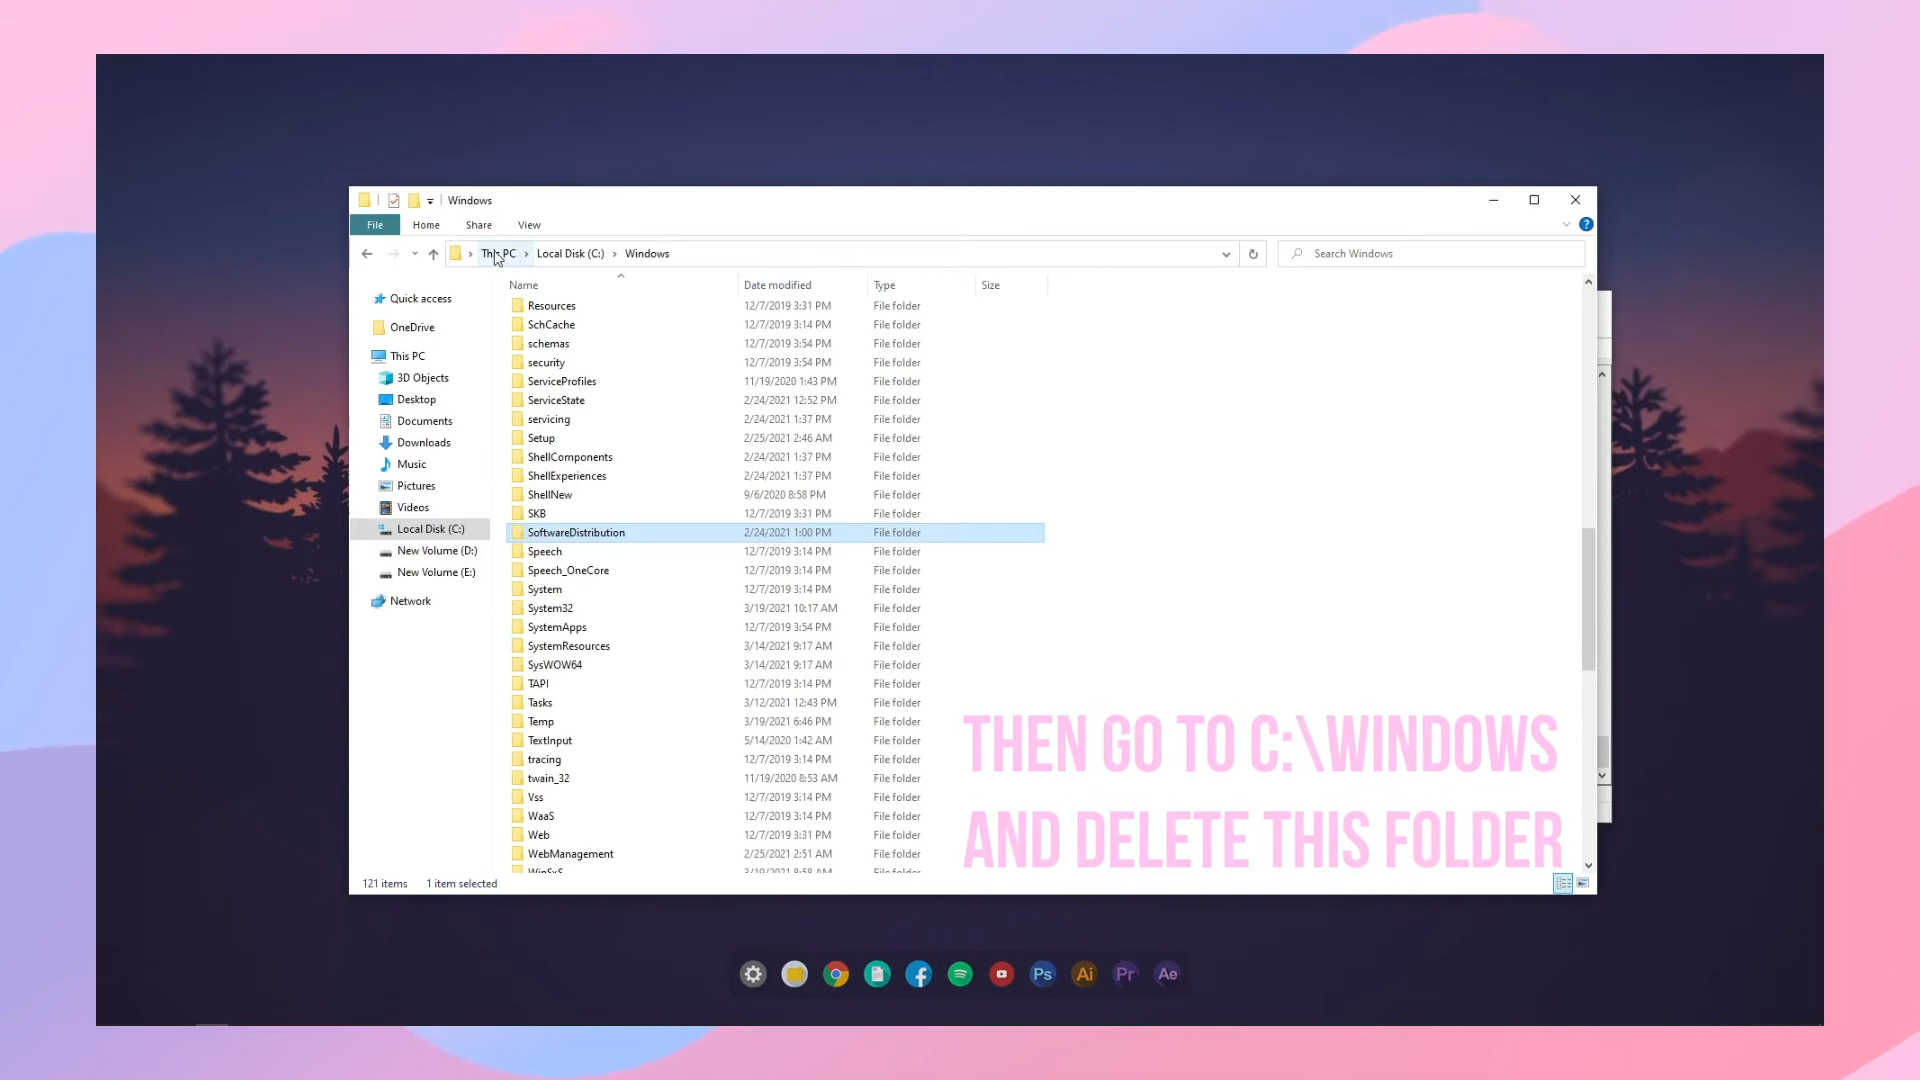 Windows
File Home Share View
This PC Local Disk (C:) Windows
Search Windows
Name Date modified Type Size
Quick access
OneDrive
This PC
3D Objects
Desktop
Documents
Downloads
Music
Pictures
Videos
Local Disk (C:)
New Volume (D:)
New Volume (E:)
Network
Resources 12/7/2019 3:31 PM File folder
SchCache 12/7/2019 3:14 PM File folder
schemas 12/7/2019 3:54 PM File folder
security 12/7/2019 3:54 PM File folder
ServiceProfiles 11/19/2020 1:43 PM File folder
ServiceState 2/24/2021 12:52 PM File folder
servicing 2/24/2021 1:37 PM File folder
Setup 2/25/2021 2:46 AM File folder
ShellComponents 2/24/2021 1:37 PM File folder
ShellExperiences 2/24/2021 1:37 PM File folder
ShellNew 9/6/2020 8:58 PM File folder
SKB 12/7/2019 3:31 PM File folder
SoftwareDistribution 2/24/2021 1:00 PM File folder
Speech 12/7/2019 3:14 PM File folder
Speech_OneCore 12/7/2019 3:14 PM File folder
System 12/7/2019 3:14 PM File folder
System32 3/19/2021 10:17 AM File folder
SystemApps 12/7/2019 3:54 PM File folder
SystemResources 3/14/2021 9:17 AM File folder
SysWOW64 3/14/2021 9:17 AM File folder
TAPI 12/7/2019 3:14 PM File folder
Tasks 3/12/2021 12:43 PM File folder
Temp 3/19/2021 6:46 PM File folder
TextInput 5/14/2020 1:42 AM File folder
tracing 12/7/2019 3:14 PM File folder
twain_32 11/19/2020 8:53 AM File folder
Vss 12/7/2019 3:14 PM File folder
WaaS 12/7/2019 3:14 PM File folder
Web 12/7/2019 3:31 PM File folder
WebManagement 2/25/2021 2:51 AM File folder
WinSxS 3/19/2021 8:58 AM File folder
THEN GO TO C:\WINDOWS
AND DELETE THIS FOLDER
121 items 1 item selected
Ps Ai Pr Ae